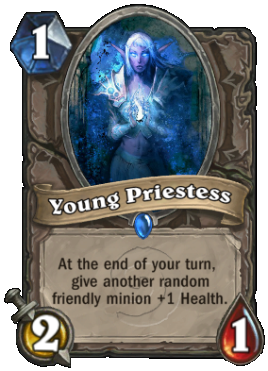 1
Young Priestess
At the end of your turn,
give another random
friendly minion +1 Health.
2
1